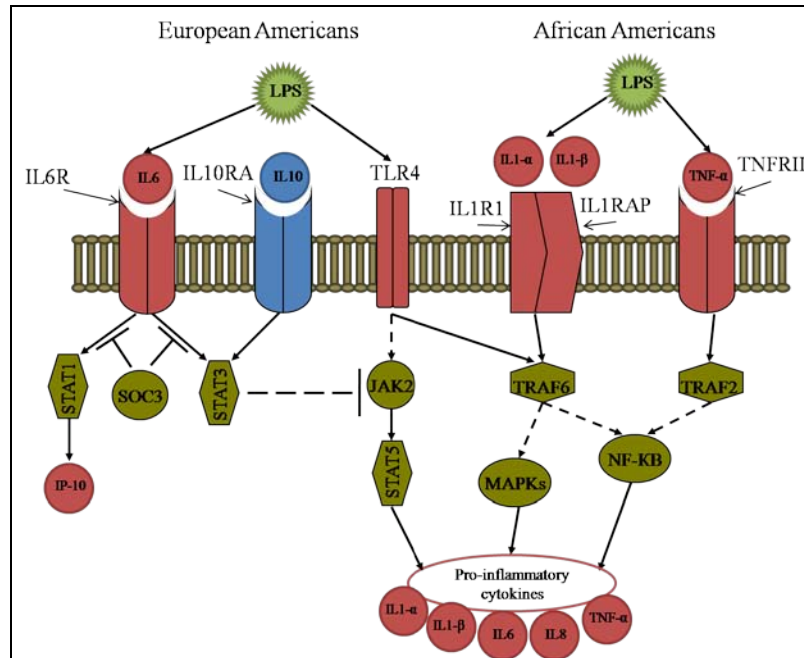 European Americans
African Americans
LPS
LPS
IL6R
IL6
IL10RA
IL10
TLR4
IL1-α
IL1-β
TNF-α
TNFRII
IL1R1
IL1RAP
STAT1
SOC3
STAT3
JAK2
TRAF6
TRAF2
IP-10
STAT5
MAPKs
NF-KB
Pro-inflammatory
cytokines
IL1-α
IL1-β
IL6
IL8
TNF-α